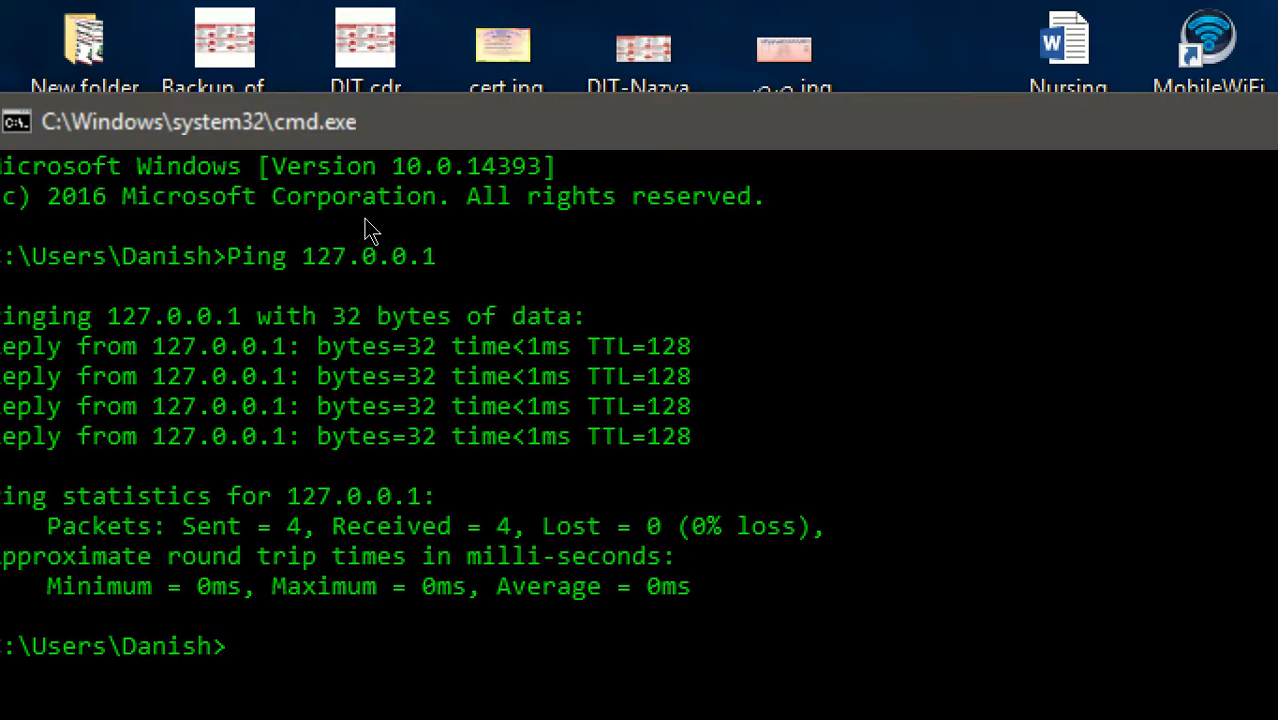 New folder
Backup of
DIT.cdr
cert.jpg
DIT-Nazya
Nursing
MobileWiFi
C:\Windows\system32\cmd.exe
icrosoft Windows [Version 10.0.14393]
c) 2016 Microsoft Corporation. All rights reserved.
:\Users\Danish>Ping 127.0.0.1
inging 127.0.0.1 with 32 bytes of data:
eply from 127.0.0.1: bytes=32 time<1ms TTL=128
eply from 127.0.0.1: bytes=32 time<1ms TTL=128
eply from 127.0.0.1: bytes=32 time<1ms TTL=128
eply from 127.0.0.1: bytes=32 time<1ms TTL=128
ing statistics for 127.0.0.1:
Packets: Sent = 4, Received = 4, Lost = 0 (0% loss),
pproximate round trip times in milli-seconds:
Minimum = 0ms, Maximum = 0ms, Average = 0ms
:\Users\Danish>